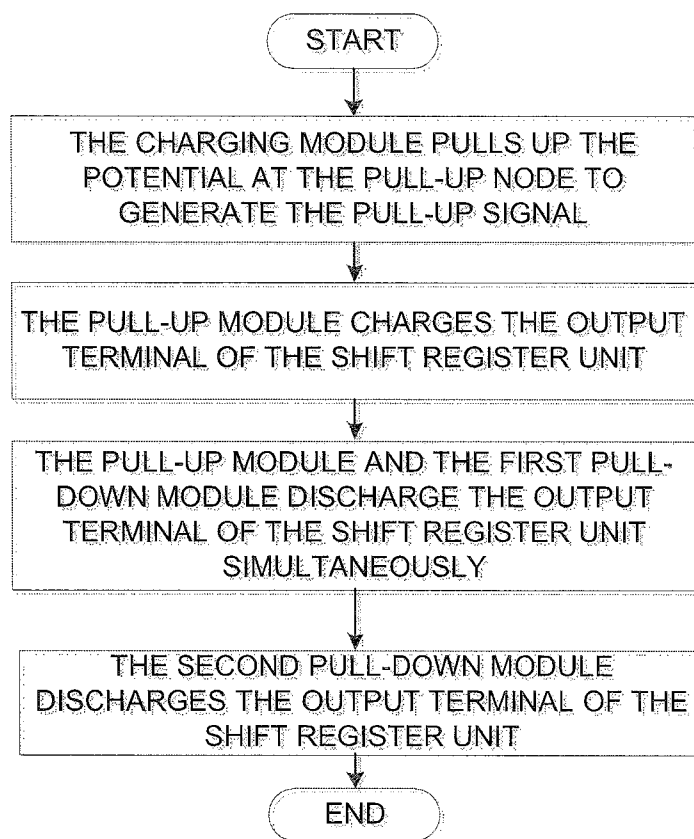 START
THE CHARGING MODULE PULLS UP THE
POTENTIAL AT THE PULL-UP NODE TO
GENERATE THE PULL-UP SIGNAL
THE PULL-UP MODULE CHARGES THE OUTPUT
TERMINAL OF THE SHIFT REGISTER UNIT
THE PULL-UP MODULE AND THE FIRST PULL-
DOWN MODULE DISCHARGE THE OUTPUT
TERMINAL OF THE SHIFT REGISTER UNIT
SIMULTANEOUSLY
THE SECOND PULL-DOWN MODULE
DISCHARGES THE OUTPUT TERMINAL OF THE
SHIFT REGISTER UNIT
END